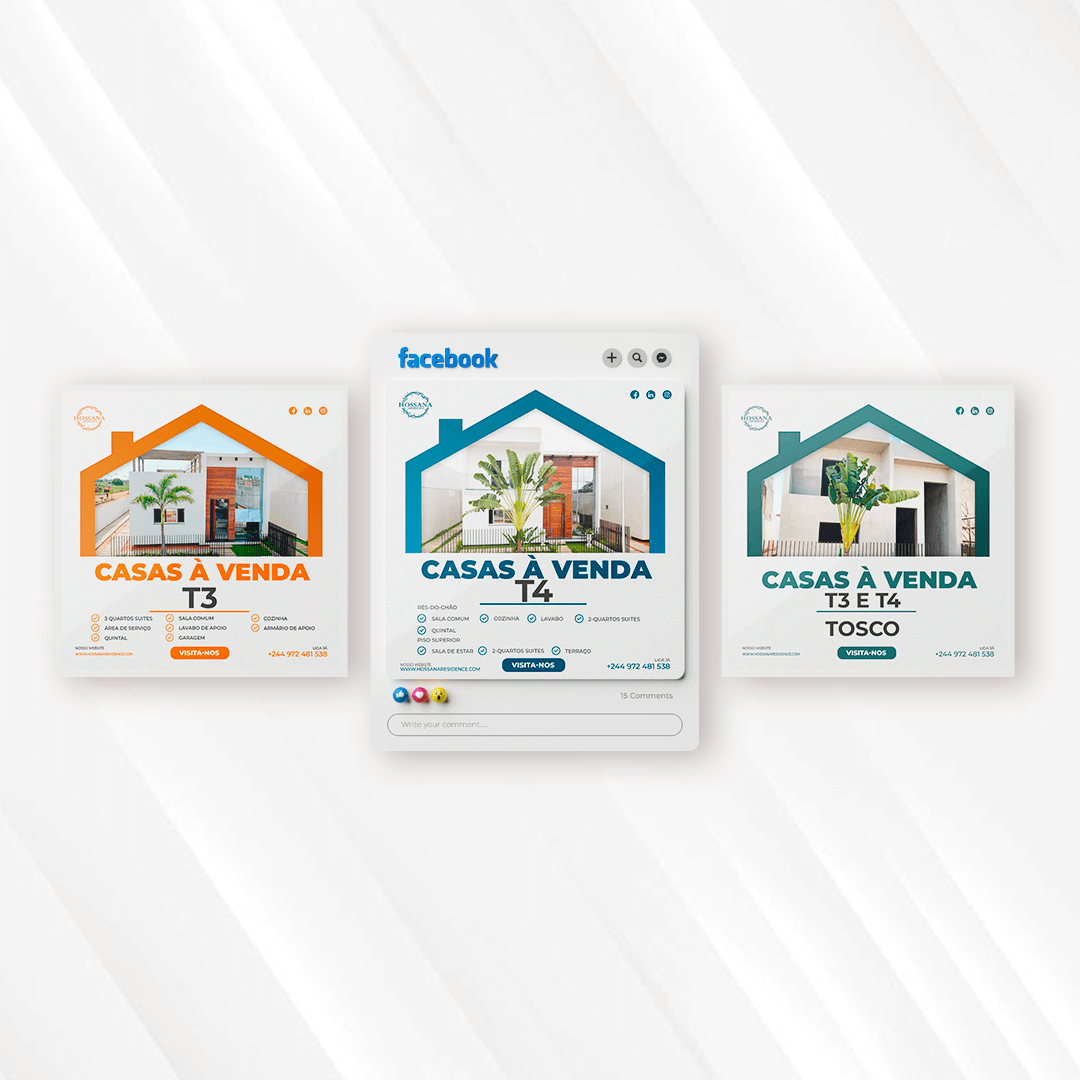 HOSSANA
CASAS À VENDA
T3
3 QUARTOS SUITES
SALA COMUM
COZINHA
ÁREA DE SERVIÇO
LAVABO DE APOIO
ARMÁRIO DE APOIO
QUINTAL
GARAGEM
NOSSO WEBSITE
WWW.HOSSANARESIDENCE.COM
VISITA-NOS
LIGA JÁ
+244 972 481 538
facebook
HOSSANA
CASAS À VENDA
T4
RÉS-DO-CHÃO
SALA COMUM
COZINHA
LAVABO
2-QUARTOS SUITES
QUINTAL
PISO SUPERIOR
SALA DE ESTAR
2-QUARTOS SUITES
TERRAÇO
NOSSO WEBSITE
WWW.HOSSANARESIDENCE.COM
VISITA-NOS
LIGA JÁ
+244 972 481 538
15 Comments
Write your comment....
HOSSANA
CASAS À VENDA
T3 E T4
TOSCO
NOSSO WEBSITE
WWW.HOSSANARESIDENCE.COM
VISITA-NOS
LIGA JÁ
+244 972 481 538